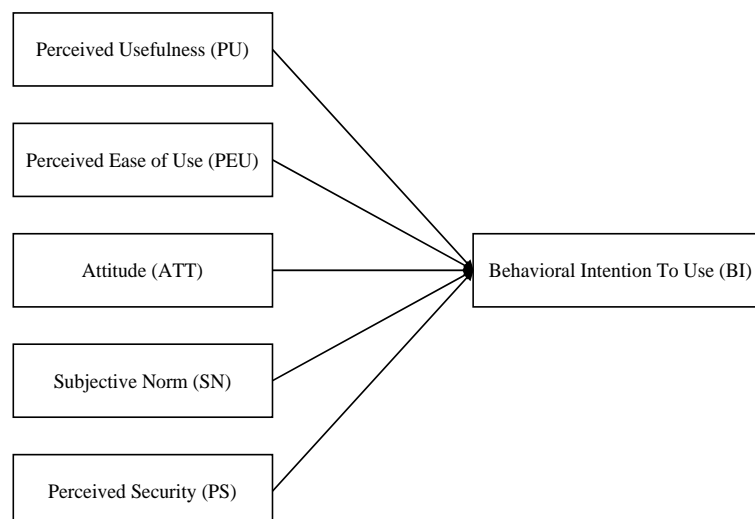 Perceived Usefulness (PU)
Perceived Ease of Use (PEU)
Attitude (ATT)
Behavioral Intention To Use (BI)
Subjective Norm (SN)
Perceived Security (PS)